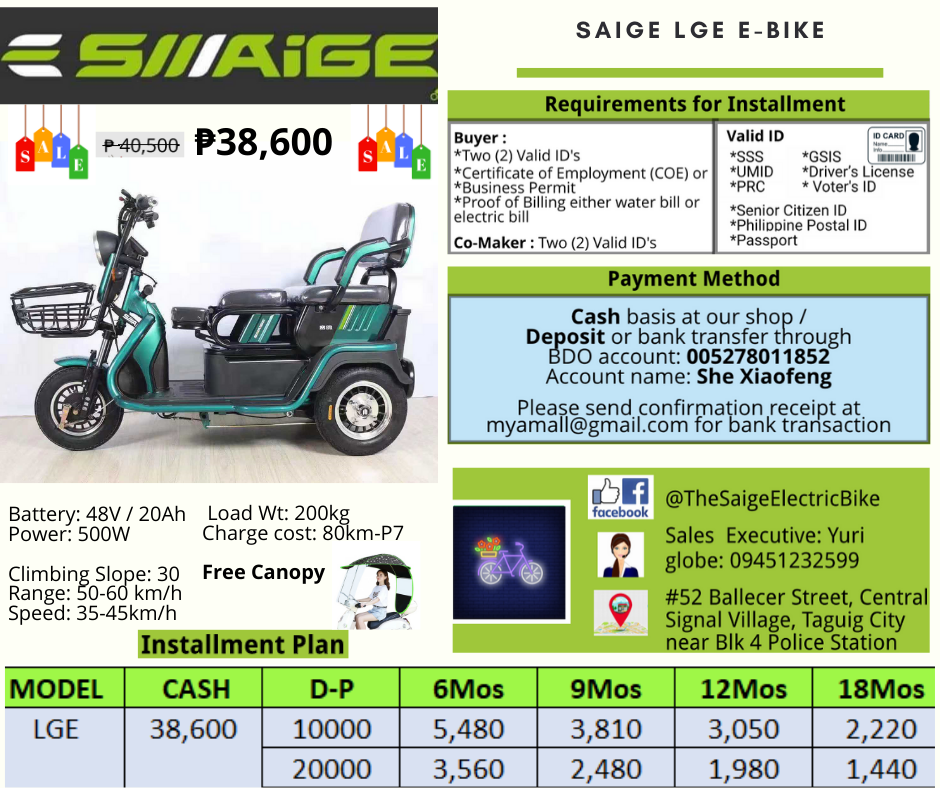 SMAIGE
SAIGE LGE E-BIKE
SALE
₱ 40,500 ₱38,600
SALE
Requirements for Installment
Buyer :
*Two (2) Valid ID's
*Certificate of Employment (COE) or
*Business Permit
*Proof of Billing either water bill or
electric bill
Co-Maker : Two (2) Valid ID's
Valid ID
ID CARD
Name
Info
*SSS *GSIS
*UMID *Driver's License
*PRC * Voter's ID
*Senior Citizen ID
*Philippine Postal ID
*Passport
Payment Method
Cash basis at our shop /
Deposit or bank transfer through
BDO account: 005278011852
Account name: She Xiaofeng
Please send confirmation receipt at
myamall@gmail.com for bank transaction
Battery: 48V / 20Ah Load Wt: 200kg
Power: 500W Charge cost: 80km-P7
Climbing Slope: 30 Free Canopy
Range: 50-60 km/h
Speed: 35-45km/h
facebook
@TheSaigeElectricBike
Sales Executive: Yuri
globe: 09451232599
#52 Ballecer Street, Central
Signal Village, Taguig City
near Blk 4 Police Station
Installment Plan
MODEL CASH D-P 6Mos 9Mos 12Mos 18Mos
LGE 38,600 10000 5,480 3,810 3,050 2,220
20000 3,560 2,480 1,980 1,440